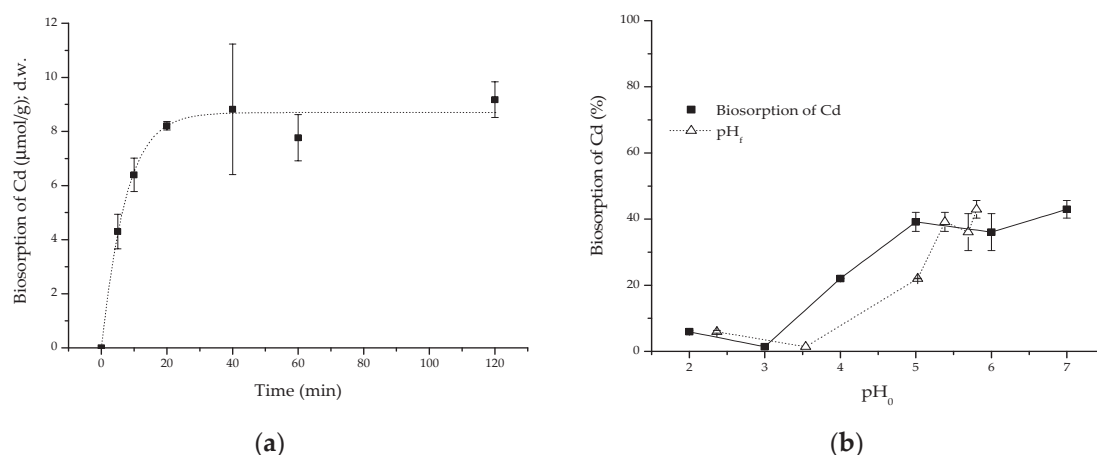 12
11
10
9
8
6
4
2
0
Biosorption of Cd (µmol/g); d.w.
0 20 40 60 80 100 120
Time (min)
(a)
100
80
60
40
20
0
Biosorption of Cd (%)
Biosorption of Cd
pHf
2 3 4 5 6 7
pH0
(b)